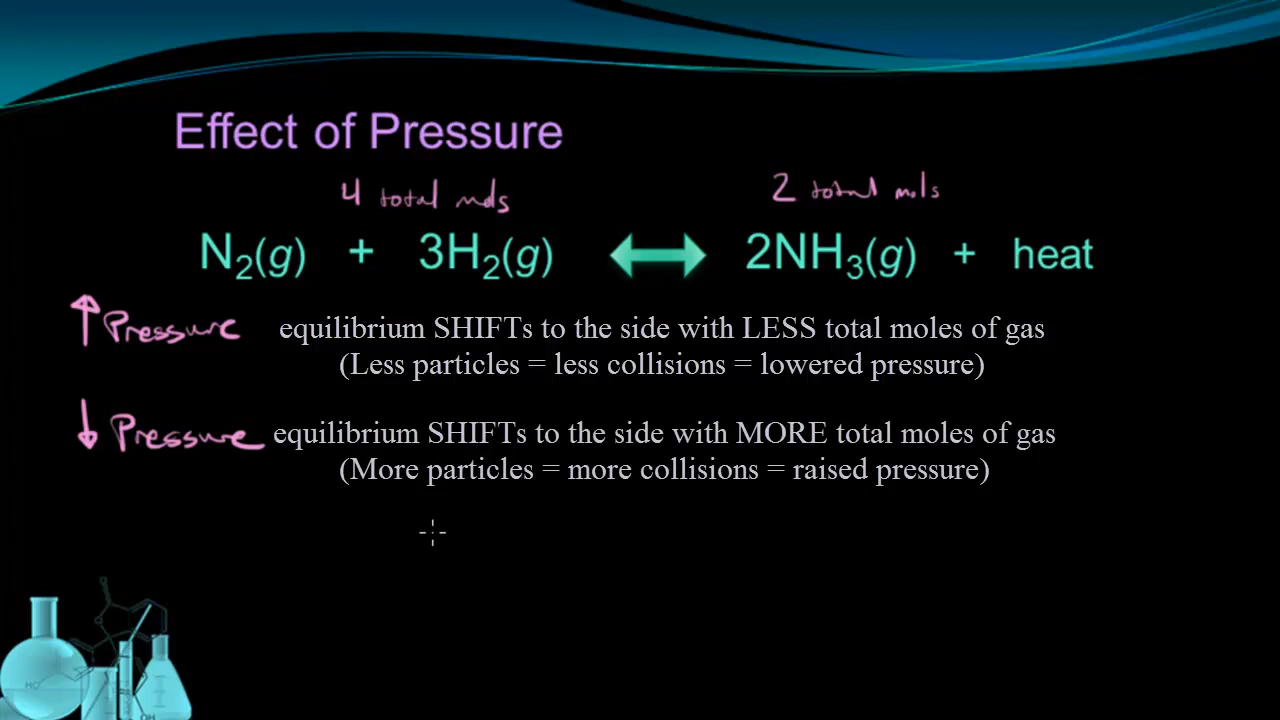 Effect of Pressure
4 total mols 2 total mols
N₂(g) + 3H₂(g) ⟷ 2NH₃(g) + heat
↑ Pressure equilibrium SHIFTs to the side with LESS total moles of gas
(Less particles = less collisions = lowered pressure)
↓ Pressure equilibrium SHIFTs to the side with MORE total moles of gas
(More particles = more collisions = raised pressure)
HO
OH